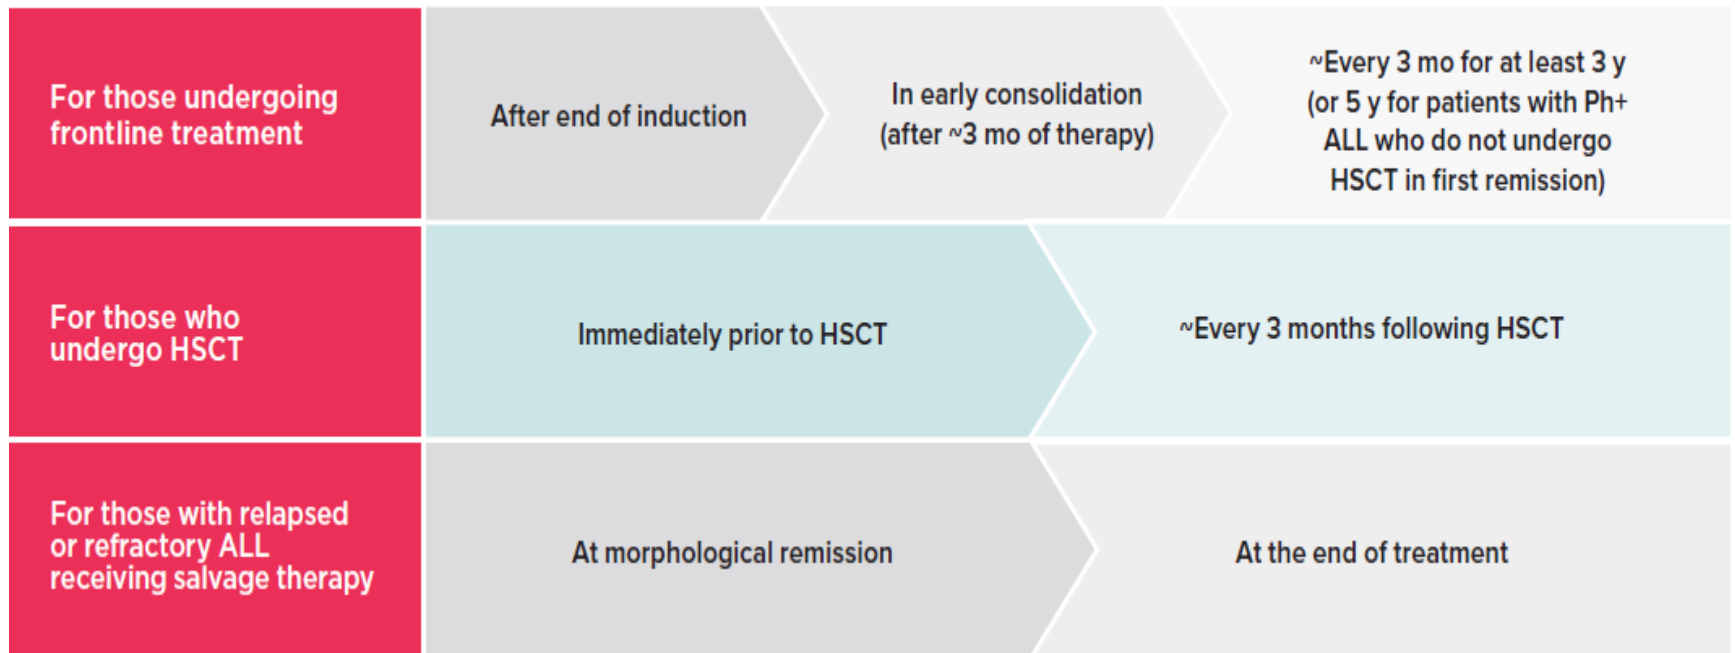 For those undergoing
frontline treatment
After end of induction
In early consolidation
(after ~3 mo of therapy)
~Every 3 mo for at least 3 y
(or 5 y for patients with Ph+
ALL who do not undergo
HSCT in first remission)
For those who
undergo HSCT
Immediately prior to HSCT
~Every 3 months following HSCT
For those with relapsed
or refractory ALL
receiving salvage therapy
At morphological remission
At the end of treatment